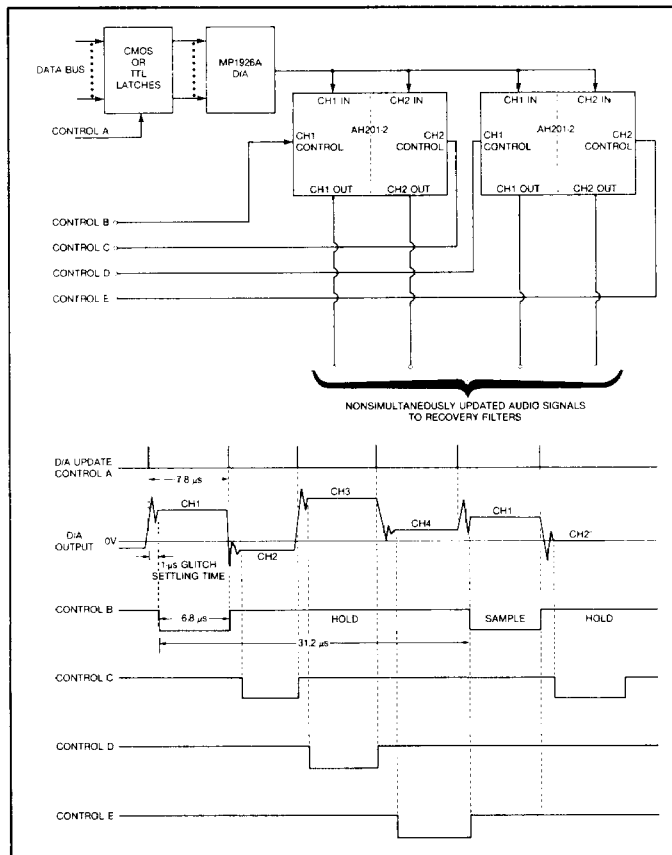 DATA BUS
CMOS
OR
TTL
LATCHES
MP1926A
D/A
CONTROL A
CH1 IN
CH2 IN
AH201-2
CH1
CONTROL
CH2
CONTROL
CH1 OUT
CH2 OUT
CH1 IN
CH2 IN
AH201-2
CH1
CONTROL
CH2
CONTROL
CH1 OUT
CH2 OUT
CONTROL B
CONTROL C
CONTROL D
CONTROL E
NONSIMULTANEOUSLY UPDATED AUDIO SIGNALS
TO RECOVERY FILTERS
D/A UPDATE
CONTROL A
7.8 µs
D/A
OUTPUT
0V
CH1
CH2
CH3
CH4
CH1
CH2
1-µs GLITCH
SETTLING TIME
CONTROL B
6.8 µs
HOLD
SAMPLE
HOLD
31.2 µs
CONTROL C
CONTROL D
CONTROL E